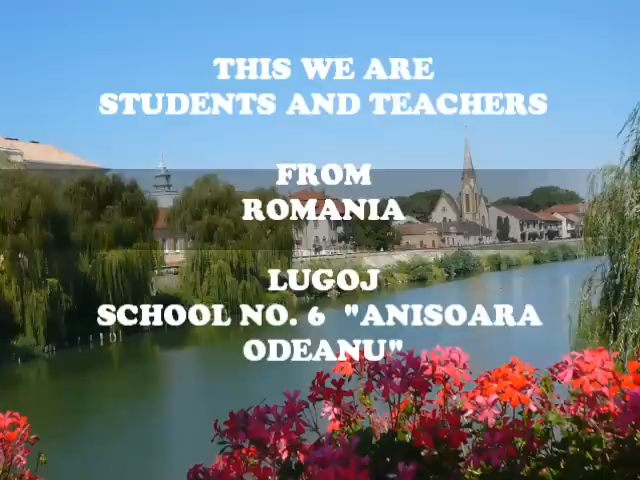 THIS WE ARE
STUDENTS AND TEACHERS
FROM
ROMANIA
LUGOJ
SCHOOL NO. 6 "ANISOARA
ODEANU"